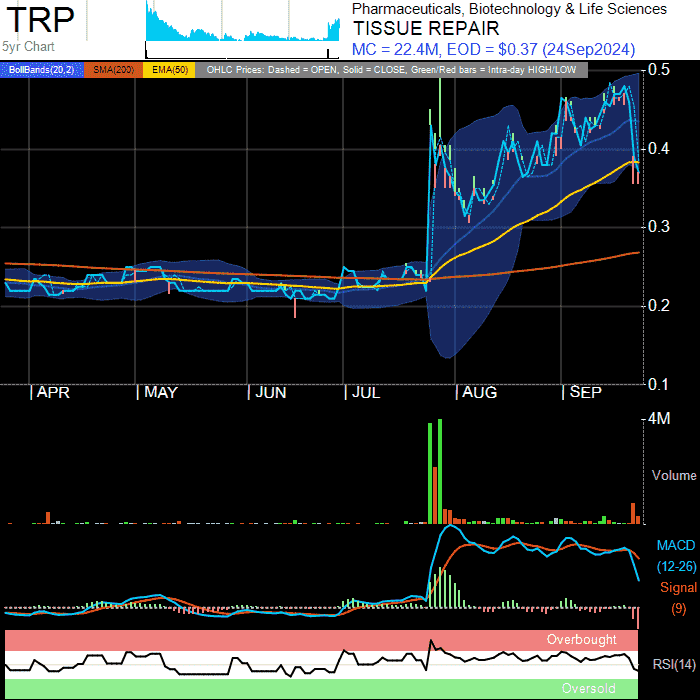 TRP
5yr Chart
Pharmaceuticals, Biotechnology & Life Sciences
TISSUE REPAIR
MC = 22.4M, EOD = $0.37 (24Sep2024)
BollBands(20,2) SMA(200) EMA(50) OHLC Prices: Dashed = OPEN, Solid = CLOSE, Green/Red bars = Intra-day HIGH/LOW
0.5
0.4
0.3
0.2
0.1
APR MAY JUN JUL AUG SEP
4M
Volume
MACD
(12-26)
Signal
(9)
Overbought
RSI(14)
Oversold